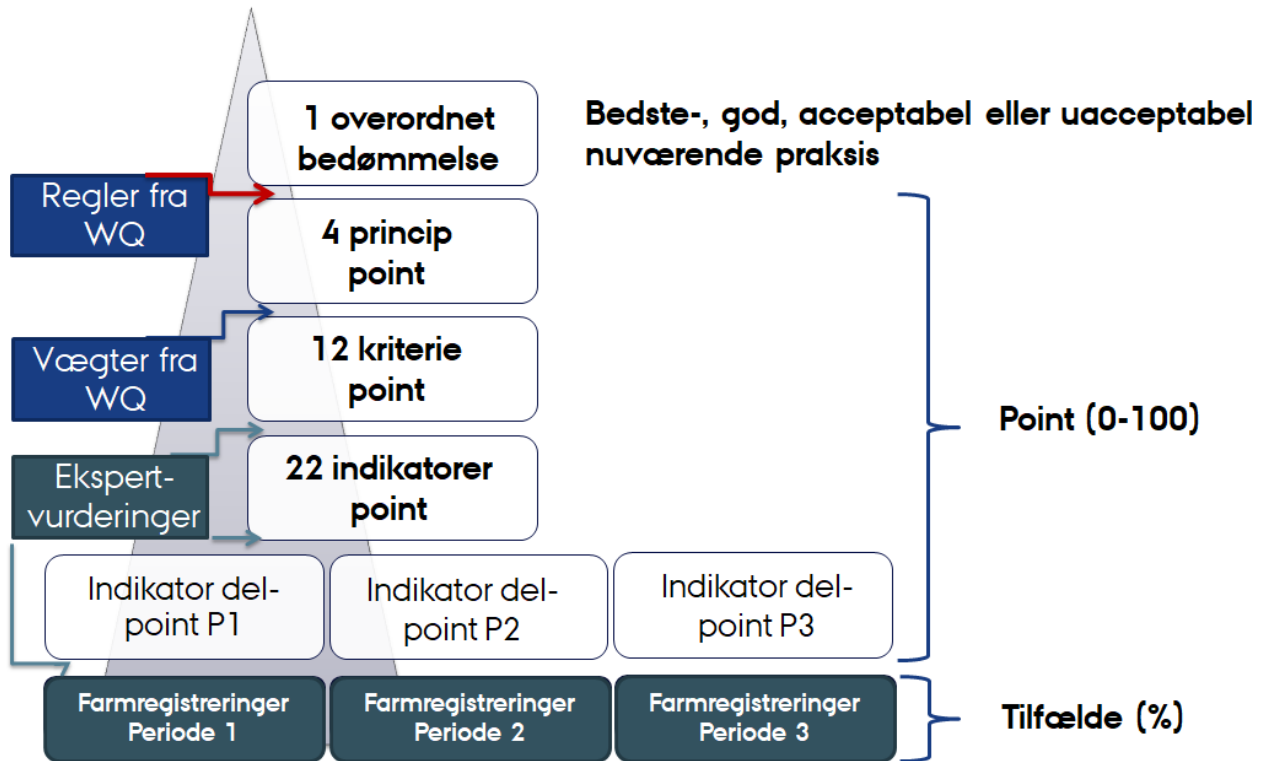 1 overordnet
bedømmelse
Bedste-, god, acceptabel eller uacceptabel
nuværende praksis
Regler fra
WQ
4 princip
point
Vægter fra
WQ
12 kriterie
point
Point (0-100)
Ekspert-
vurderinger
22 indikatorer
point
Indikator del-
point P1
Indikator del-
point P2
Indikator del-
point P3
Farmregistreringer
Periode 1
Farmregistreringer
Periode 2
Farmregistreringer
Periode 3
Tilfælde (%)